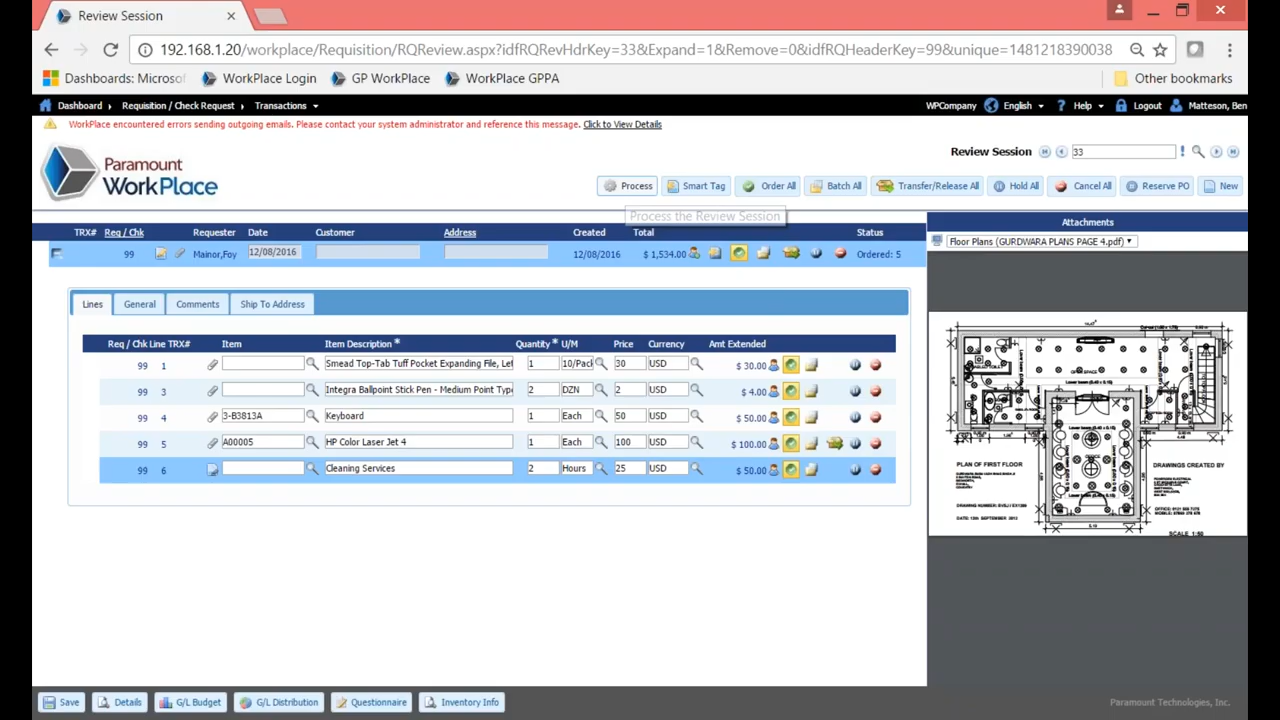 Review Session
192.168.1.20/workplace/Requisition/RQReview.aspx?idfRQRevHdrKey=33&Expand=1&Remove=0&idfRQHeaderKey=99&unique=1481218390038
Dashboards: Microsof WorkPlace Login GP WorkPlace WorkPlace GPPA Other bookmarks
Dashboard Requisition / Check Request Transactions WPCompany English Help Logout Matteson, Ben
WorkPlace encountered errors sending outgoing emails. Please contact your system administrator and reference this message. Click to View Details
Review Session 33
Paramount
WorkPlace
Process Smart Tag Order All Batch All Transfer/Release All Hold All Cancel All Reserve PO New
Process the Review Session
TRX# Req / Chk Requester Date Customer Address Created Total Status
99 Mainor,Foy 12/08/2016 12/08/2016 $ 1,534.00 Ordered: 5
Lines General Comments Ship To Address
Req / Chk Line TRX# Item Item Description * Quantity * U/M Price Currency Amt Extended
99 1 Smead Top-Tab Tuff Pocket Expanding File, Let 1 10/Pack 30 USD $ 30.00
99 3 Integra Ballpoint Stick Pen - Medium Point Type 2 DZN 2 USD $ 4.00
99 4 3-B3813A Keyboard 1 Each 50 USD $ 50.00
99 5 A00005 HP Color Laser Jet 4 1 Each 100 USD $ 100.00
99 6 Cleaning Services 2 Hours 25 USD $ 50.00
Attachments
Floor Plans (GURDWARA PLANS PAGE 4.pdf)
OFFICE
PLAN OF FIRST FLOOR
DRAWINGS CREATED BY
DATE: 12th SEPTEMBER 2013
SCALE 1:50
Save Details G/L Budget G/L Distribution Questionnaire Inventory Info
Paramount Technologies, Inc.